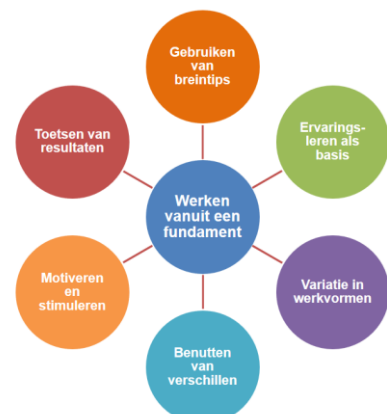 Gebruiken
van
breintips
Toetsen van
resultaten
Ervarings-
leren als
basis
Werken
vanuit een
fundament
Motiveren
en
stimuleren
Variatie in
werkvormen
Benutten
van
verschillen